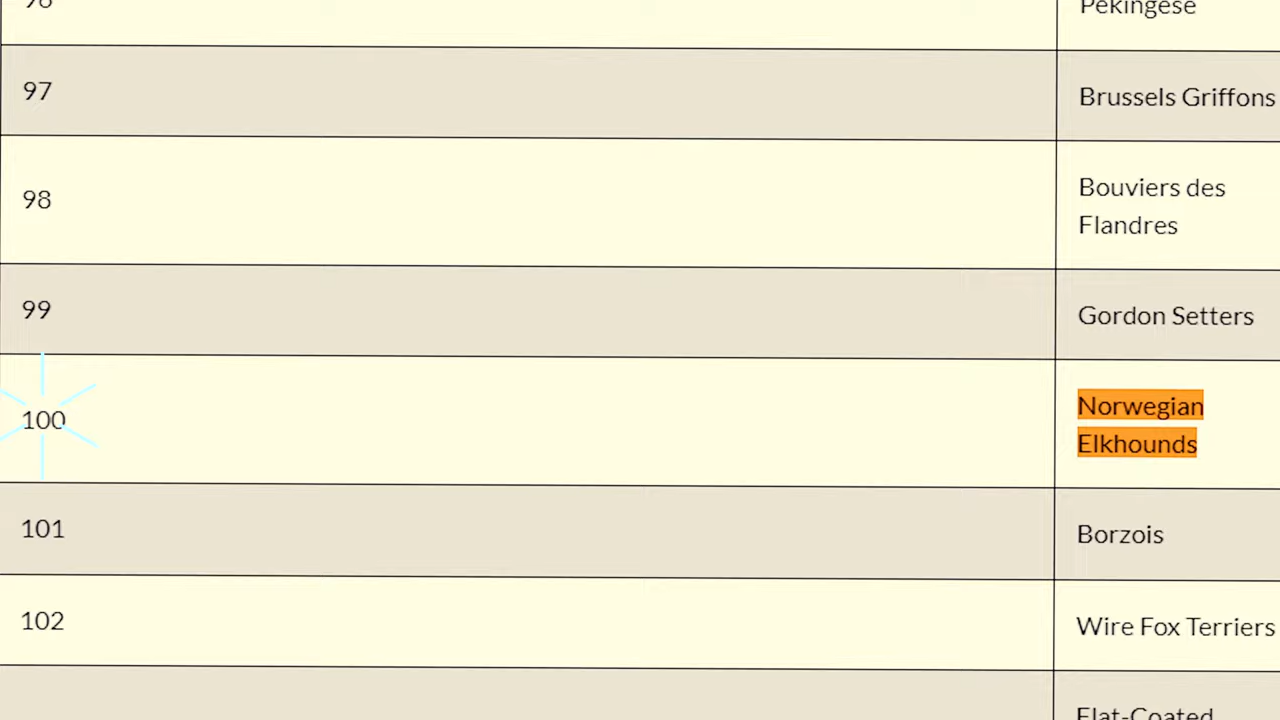 96 Pekingese
97 Brussels Griffons
98 Bouviers des
Flandres
99 Gordon Setters
100 Norwegian
Elkhounds
101 Borzois
102 Wire Fox Terriers
Flat-Coated